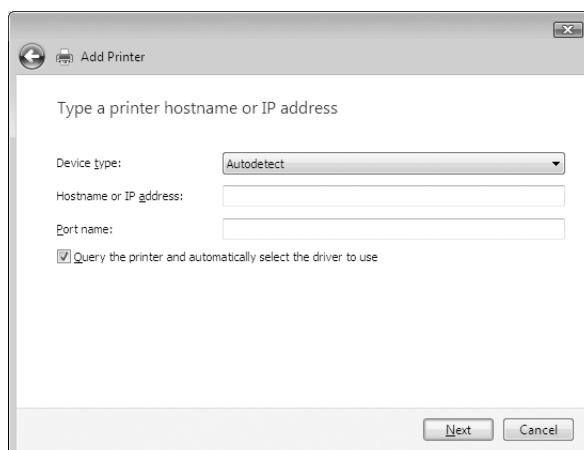 Add Printer
Type a printer hostname or IP address
Device type: Autodetect
Hostname or IP address:
Port name:
Query the printer and automatically select the driver to use
Next Cancel